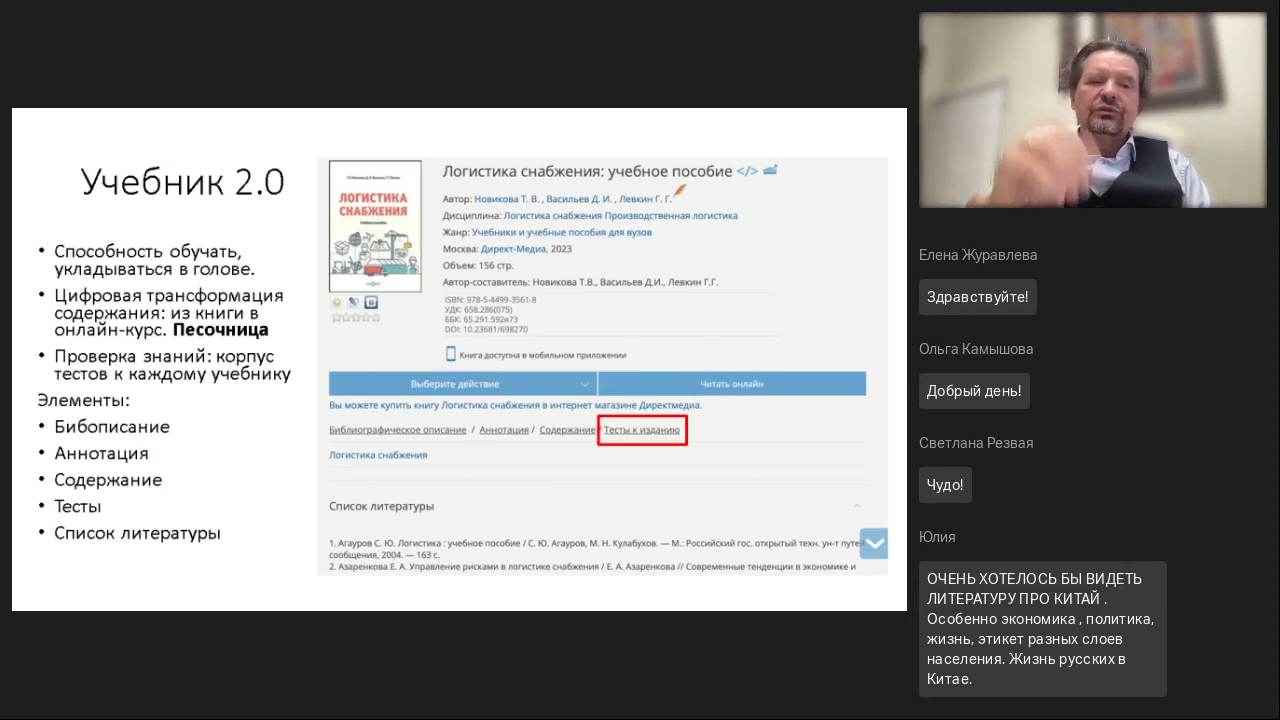 Учебник 2.0
• Способность обучать,
укладываться в голове.
• Цифровая трансформация
содержания: из книги в
онлайн-курс. Песочница
• Проверка знаний: корпус
тестов к каждому учебнику
Элементы:
• Бибописание
• Аннотация
• Содержание
• Тесты
• Список литературы
ЛОГИСТИКА
СНАБЖЕНИЯ
Логистика снабжения: учебное пособие </>
Автор: Новикова Т. В. , Васильев Д. И. , Левкин Г. Г.
Дисциплина: Логистика снабжения Производственная логистика
Жанр: Учебники и учебные пособия для вузов
Москва: Директ-Медиа, 2023
Объем: 156 стр.
Автор-составитель: Новикова Т.В., Васильев Д.И., Левкин Г.Г.
ISBN: 978-5-4499-3561-8
УДК: 658.286(075)
ББК: 65.291.592я73
DOI: 10.23681/698270
Книга доступна в мобильном приложении
Выберите действие
Читать онлайн
Вы можете купить книгу Логистика снабжения в интернет магазине Директмедиа.
Библиографическое описание / Аннотация / Содержание / Тесты к изданию
Логистика снабжения
Список литературы
1. Агауров С. Ю. Логистика : учебное пособие / С. Ю. Агауров, М. Н. Кулабухов. — М.: Российский гос. открытый техн. ун-т путей
сообщения, 2004. — 163 с.
2. Азаренкова Е. А. Управление рисками в логистике снабжения / Е. А. Азаренкова // Современные тенденции в экономике и
Елена Журавлева
Здравствуйте!
Ольга Камышова
Добрый день!
Светлана Резвая
Чудо!
Юлия
ОЧЕНЬ ХОТЕЛОСЬ БЫ ВИДЕТЬ
ЛИТЕРАТУРУ ПРО КИТАЙ .
Особенно экономика , политика,
жизнь, этикет разных слоев
населения. Жизнь русских в
Китае.